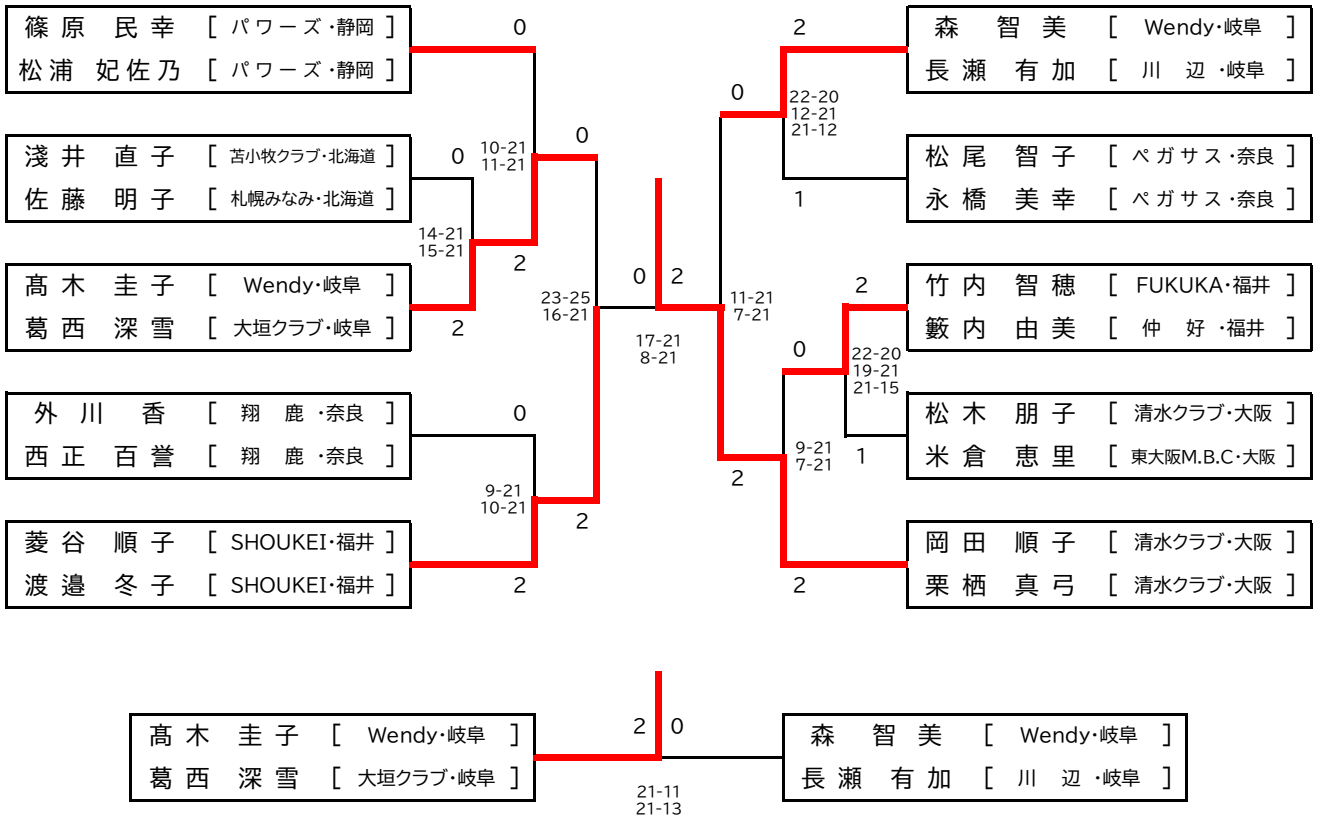 篠原 民幸 [ パワーズ・静岡 ]
松浦 妃佐乃 [ パワーズ・静岡 ]
淺井 直子 [ 苫小牧クラブ・北海道 ]
佐藤 明子 [ 札幌みなみ・北海道 ]
髙木 圭子 [ Wendy・岐阜 ]
葛西 深雪 [ 大垣クラブ・岐阜 ]
外川 香 [ 翔鹿・奈良 ]
西正 百誉 [ 翔鹿・奈良 ]
菱谷 順子 [ SHOUKEI・福井 ]
渡邉 冬子 [ SHOUKEI・福井 ]
0
0
14-21
15-21
2
10-21
11-21
2
0
0
9-21
10-21
2
23-25
16-21
2
0
2
17-21
8-21
2
22-20
12-21
21-12
1
0
11-21
7-21
2
2
22-20
19-21
21-15
1
0
9-21
7-21
2
森 智美 [ Wendy・岐阜 ]
長瀬 有加 [ 川辺・岐阜 ]
松尾 智子 [ ペガサス・奈良 ]
永橋 美幸 [ ペガサス・奈良 ]
竹内 智穂 [ FUKUKA・福井 ]
籔内 由美 [ 仲好・福井 ]
松木 朋子 [ 清水クラブ・大阪 ]
米倉 恵里 [ 東大阪M.B.C・大阪 ]
岡田 順子 [ 清水クラブ・大阪 ]
栗栖 真弓 [ 清水クラブ・大阪 ]
髙木 圭子 [ Wendy・岐阜 ]
葛西 深雪 [ 大垣クラブ・岐阜 ]
2
0
21-11
21-13
森 智美 [ Wendy・岐阜 ]
長瀬 有加 [ 川辺・岐阜 ]